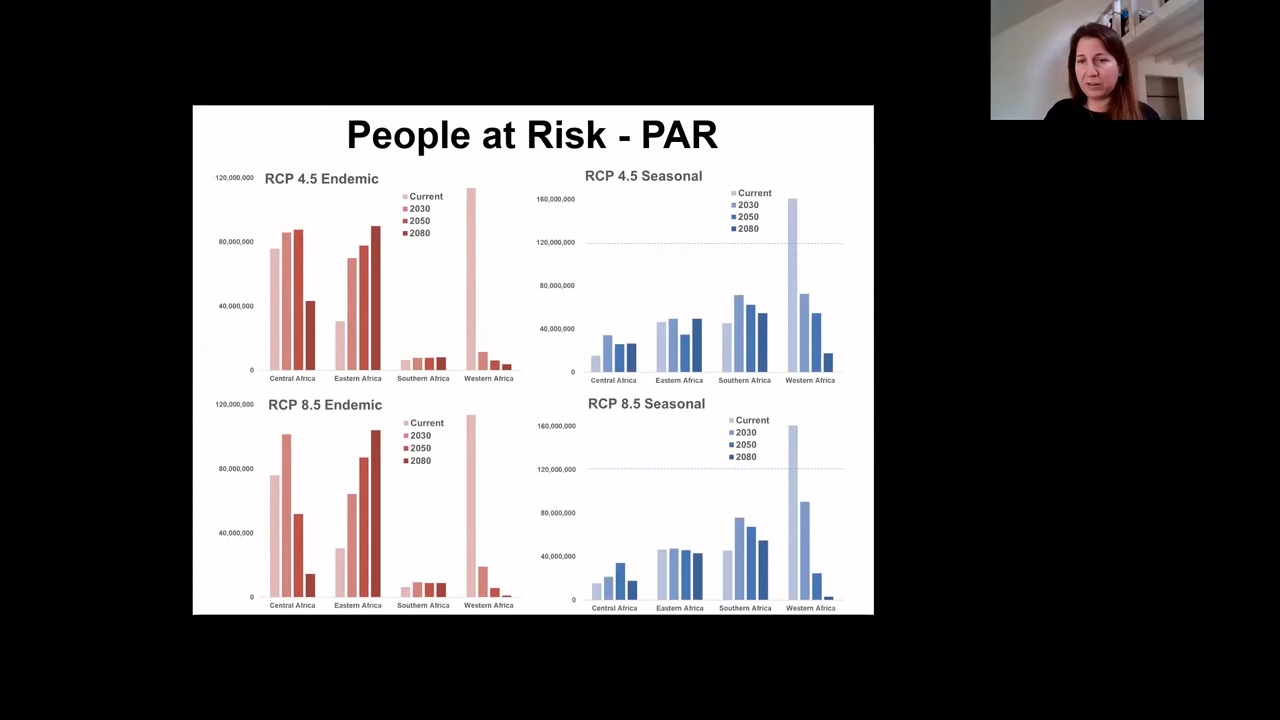 People at Risk - PAR
RCP 4.5 Endemic
120,000,000
80,000,000
40,000,000
0
Current
2030
2050
2080
Central Africa
Eastern Africa
Southern Africa
Western Africa
RCP 4.5 Seasonal
160,000,000
120,000,000
80,000,000
40,000,000
0
Current
2030
2050
2080
Central Africa
Eastern Africa
Southern Africa
Western Africa
RCP 8.5 Endemic
120,000,000
80,000,000
40,000,000
0
Current
2030
2050
2080
Central Africa
Eastern Africa
Southern Africa
Western Africa
RCP 8.5 Seasonal
160,000,000
120,000,000
80,000,000
40,000,000
0
Current
2030
2050
2080
Central Africa
Eastern Africa
Southern Africa
Western Africa